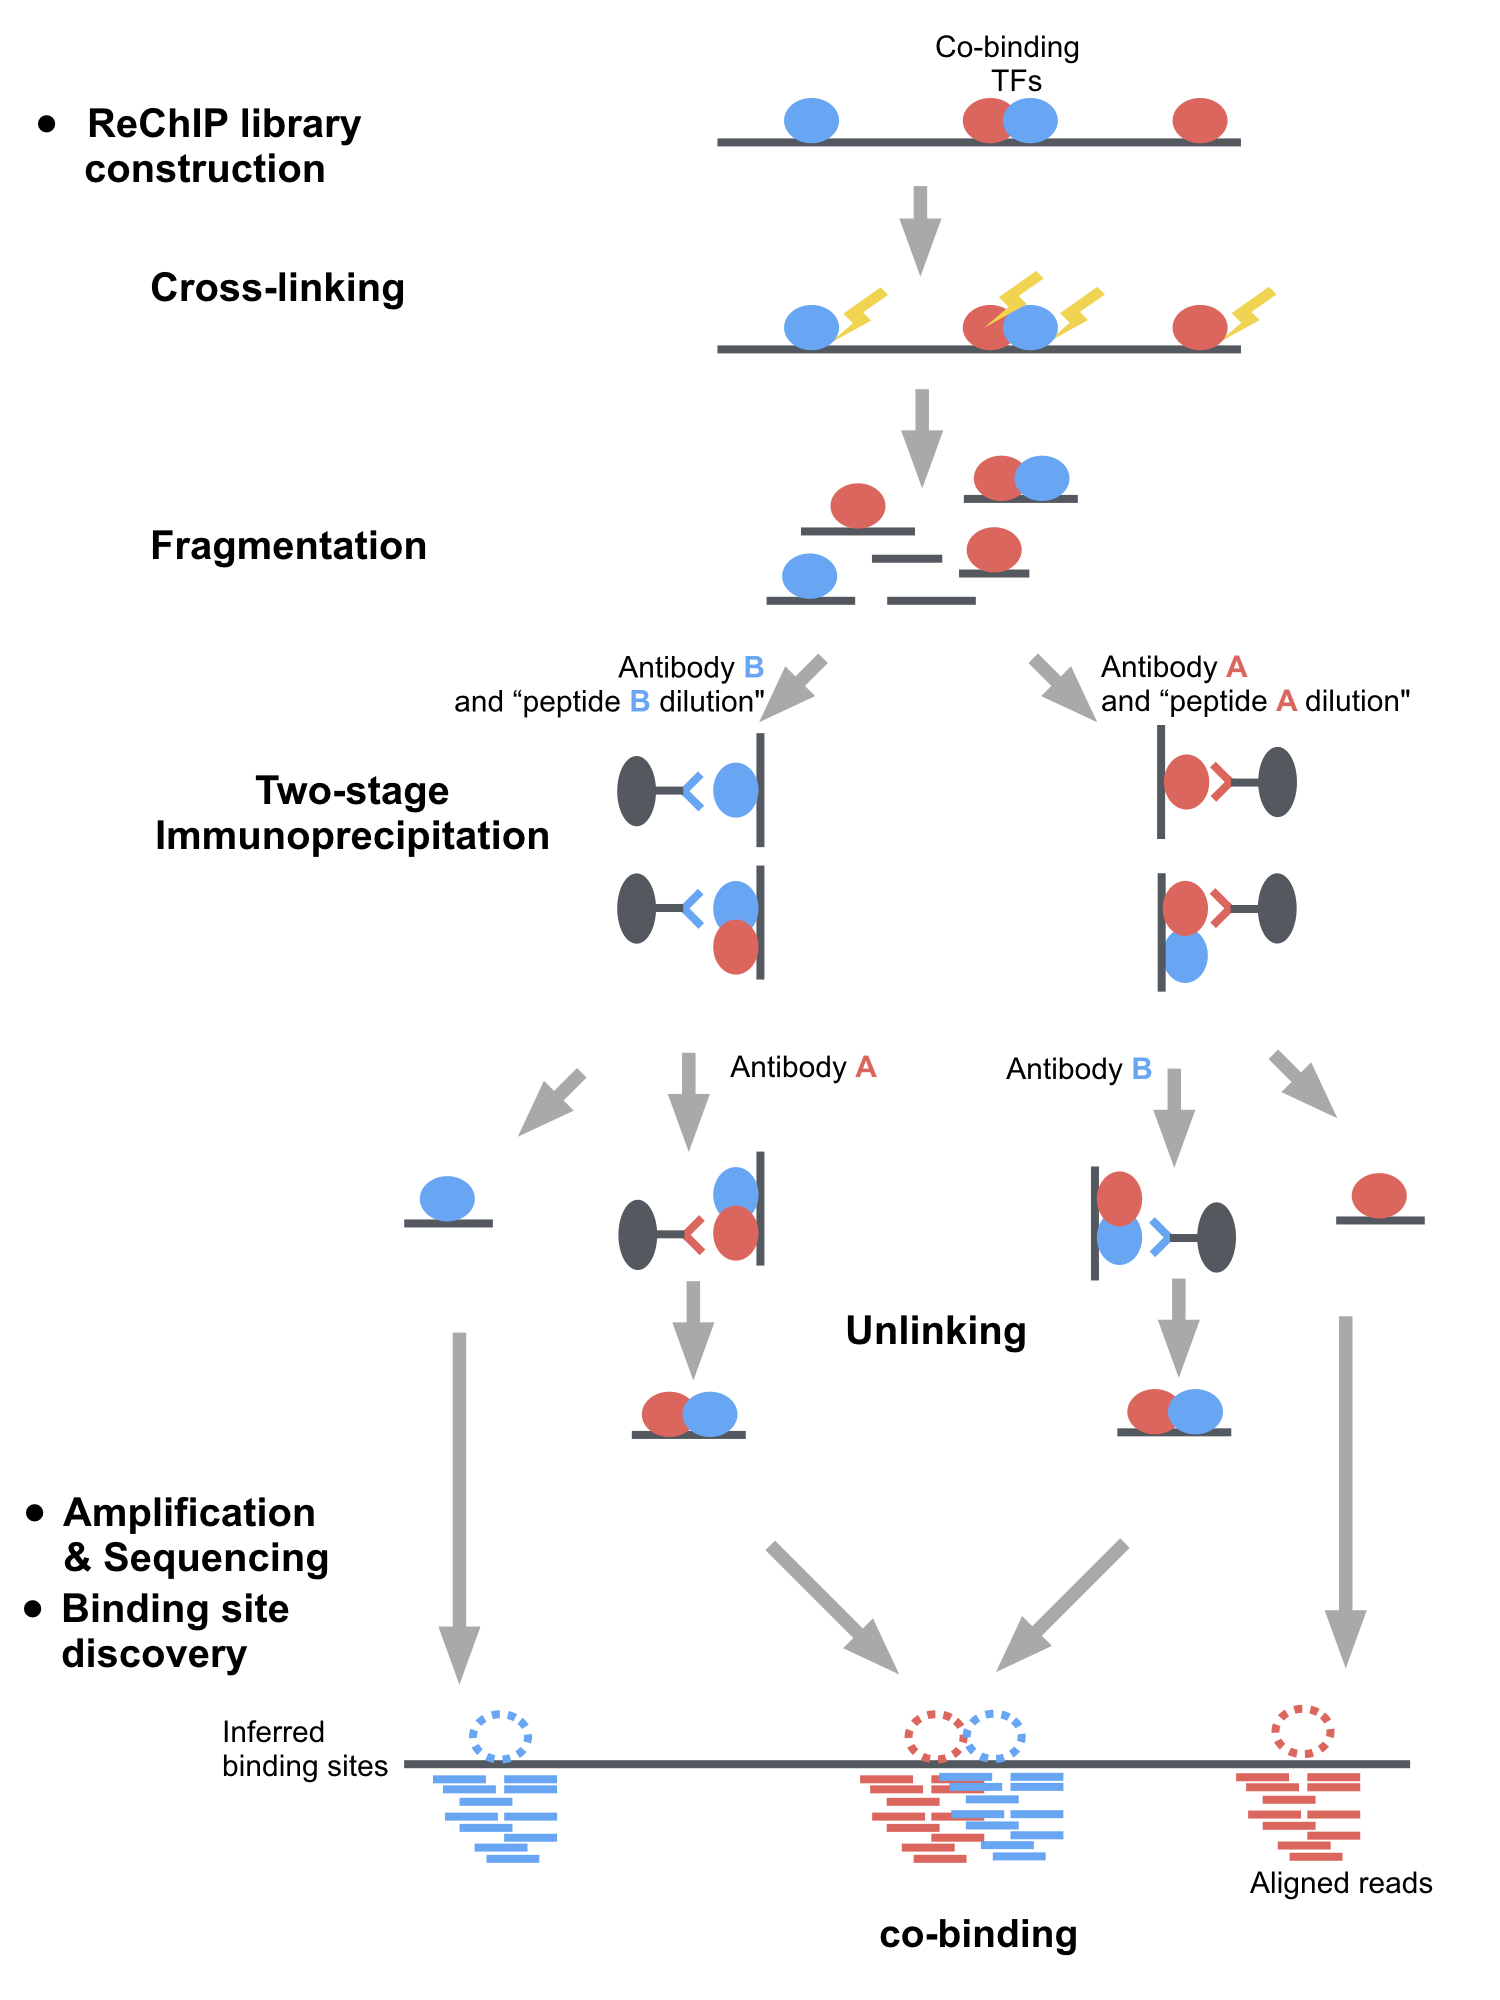 Co-binding
TFs
● ReChIP library
construction
Cross-linking
Fragmentation
Antibody B
and “peptide B dilution"
Antibody A
and “peptide A dilution"
Two-stage
Immunoprecipitation
Antibody A
Antibody B
Unlinking
● Amplification
& Sequencing
● Binding site
discovery
Inferred
binding sites
Aligned reads
co-binding